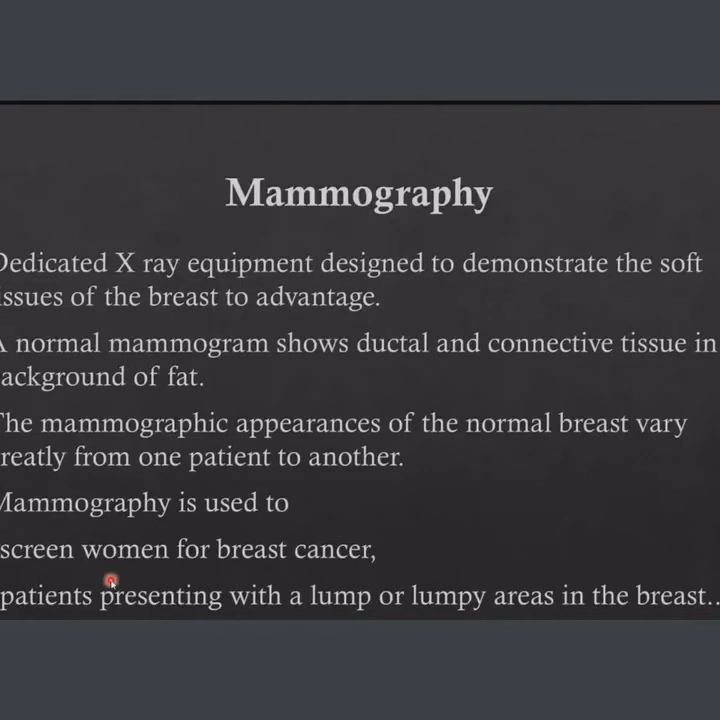 Mammography
Dedicated X ray equipment designed to demonstrate the soft
issues of the breast to advantage.
A normal mammogram shows ductal and connective tissue in
ackground of fat.
The mammographic appearances of the normal breast vary
reatly from one patient to another.
Mammography is used to
screen women for breast cancer,
patients presenting with a lump or lumpy areas in the breast..